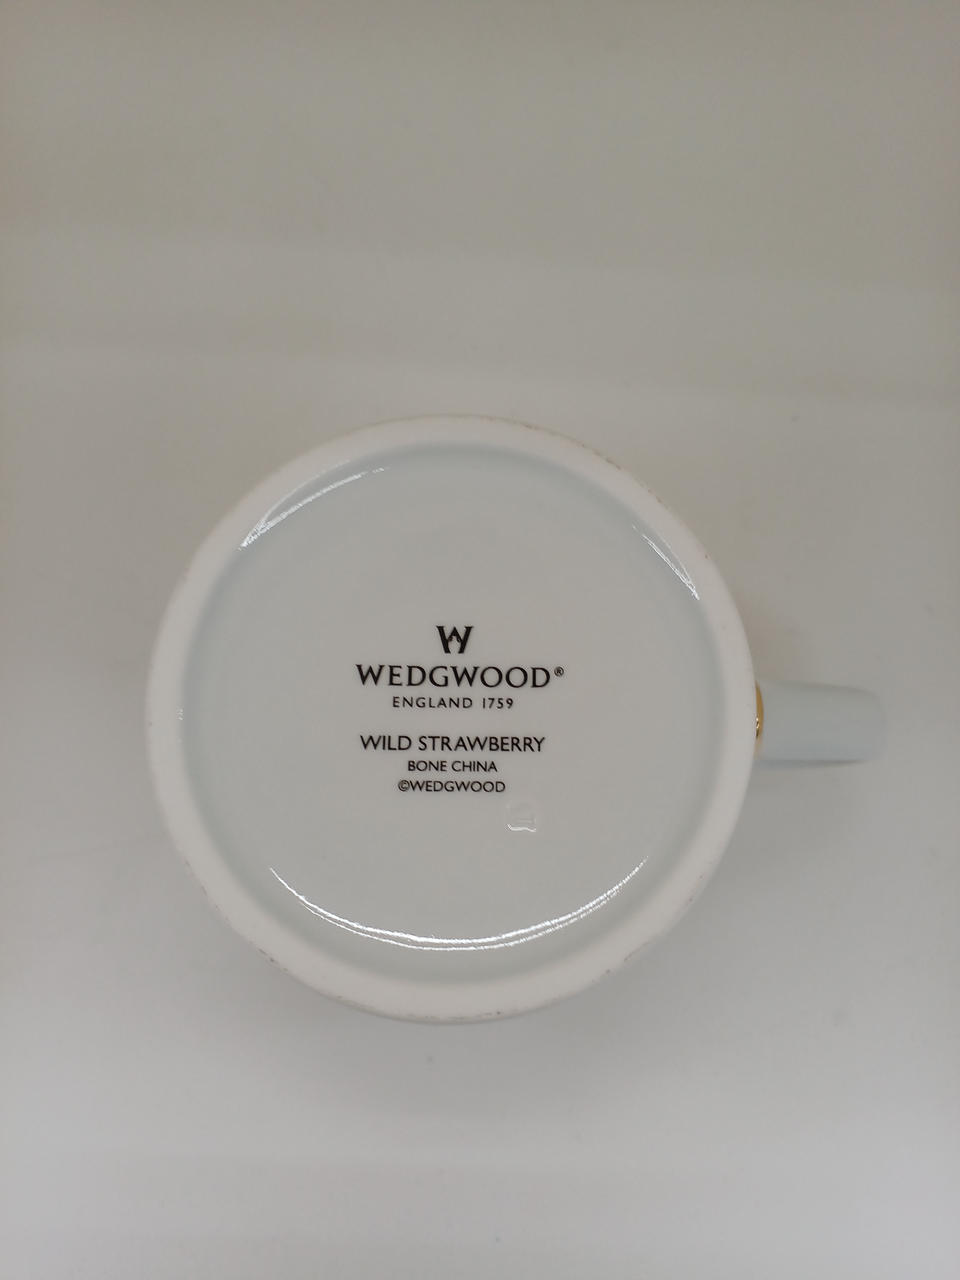 W
WEDGWOOD®
ENGLAND 1759
WILD STRAWBERRY
BONE CHINA
©WEDGWOOD